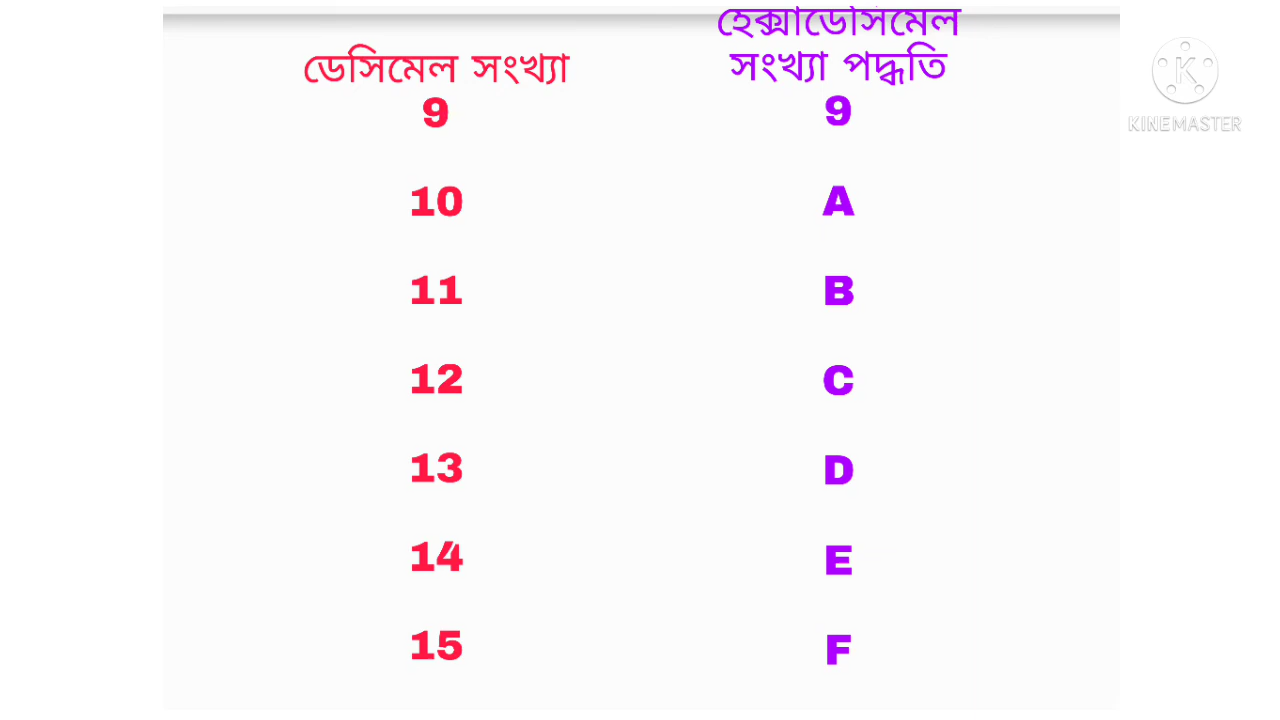 হেক্সাডেসিমেল
ডেসিমেল সংখ্যা সংখ্যা পদ্ধতি
9 9
10 A
11 B
12 C
13 D
14 E
15 F
K
KINEMASTER